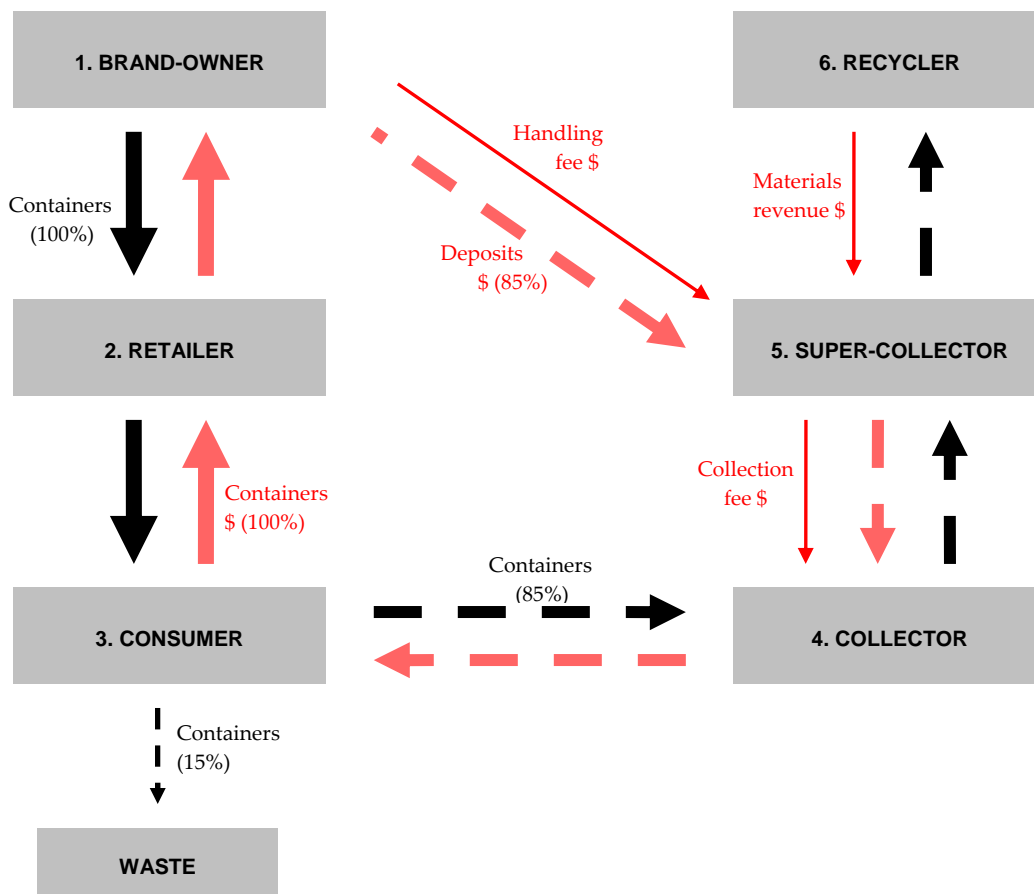 1. BRAND-OWNER
6. RECYCLER
Handling
fee $
Materials
revenue $
Containers
(100%)
Deposits
$ (85%)
2. RETAILER
5. SUPER-COLLECTOR
Containers
$ (100%)
Collection
fee $
Containers
(85%)
3. CONSUMER
4. COLLECTOR
Containers
(15%)
WASTE